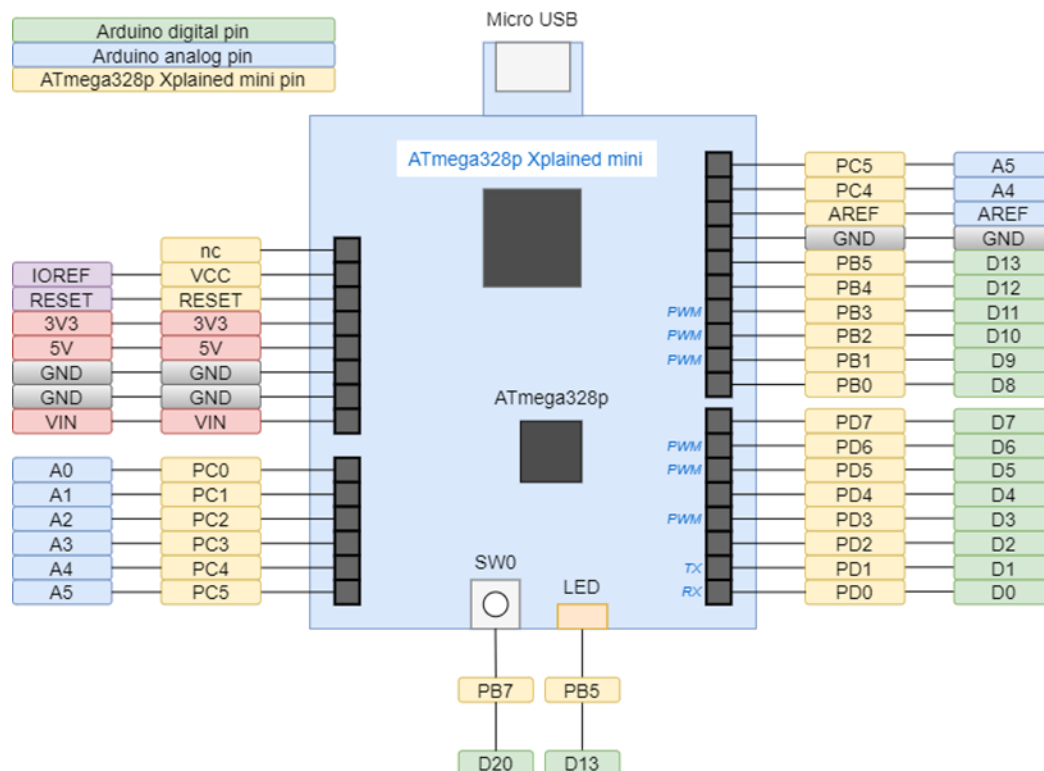 Arduino digital pin
Arduino analog pin
ATmega328p Xplained mini pin
Micro USB
ATmega328p Xplained mini
nc
IOREF VCC
RESET RESET
3V3 3V3
5V 5V
GND GND
GND GND
VIN VIN
A0 PC0
A1 PC1
A2 PC2
A3 PC3
A4 PC4
A5 PC5
ATmega328p
PC5 A5
PC4 A4
AREF AREF
GND GND
PB5 D13
PB4 D12
PWM PB3 D11
PWM PB2 D10
PWM PB1 D9
PB0 D8
PD7 D7
PWM PD6 D6
PWM PD5 D5
PD4 D4
PWM PD3 D3
PD2 D2
TX PD1 D1
RX PD0 D0
SW0 LED
PB7 PB5
D20 D13